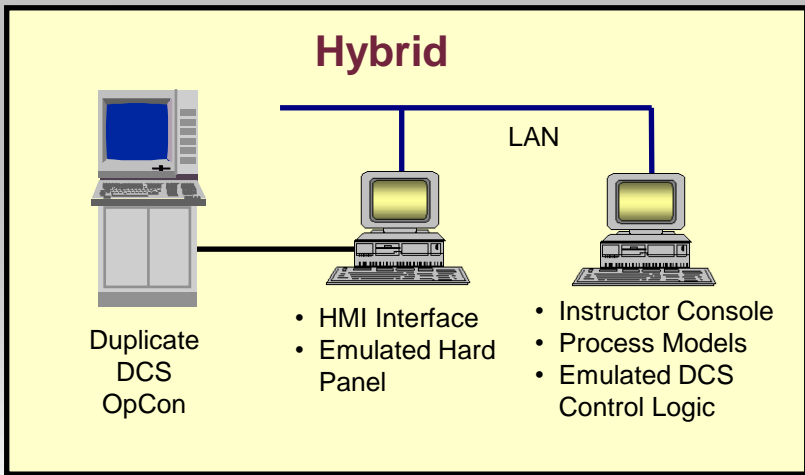 Hybrid
LAN
Duplicate
DCS
OpCon
• HMI Interface
• Emulated Hard
Panel
• Instructor Console
• Process Models
• Emulated DCS
Control Logic